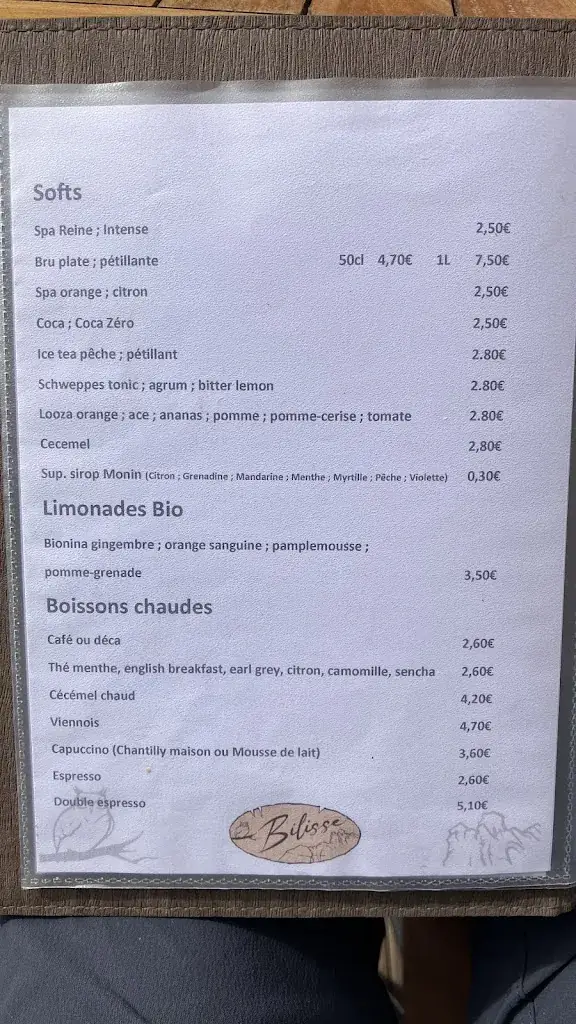 Softs
Spa Reine ; Intense 2,50€
Bru plate ; pétillante 50cl 4,70€ 1L 7,50€
Spa orange ; citron 2,50€
Coca ; Coca Zéro 2,50€
Ice tea pêche ; pétillant 2.80€
Schweppes tonic ; agrum ; bitter lemon 2.80€
Looza orange ; ace ; ananas ; pomme ; pomme-cerise ; tomate 2.80€
Cecemel 2,80€
Sup. sirop Monin (Citron ; Grenadine ; Mandarine ; Menthe ; Myrtille ; Pêche ; Violette) 0,30€
Limonades Bio
Bionina gingembre ; orange sanguine ; pamplemousse ;
pomme-grenade 3,50€
Boissons chaudes
Café ou déca 2,60€
Thé menthe, english breakfast, earl grey, citron, camomille, sencha 2,60€
Cécémel chaud 4,20€
Viennois 4,70€
Capuccino (Chantilly maison ou Mousse de lait) 3,60€
Espresso 2,60€
Double espresso 5,10€
Bilisse